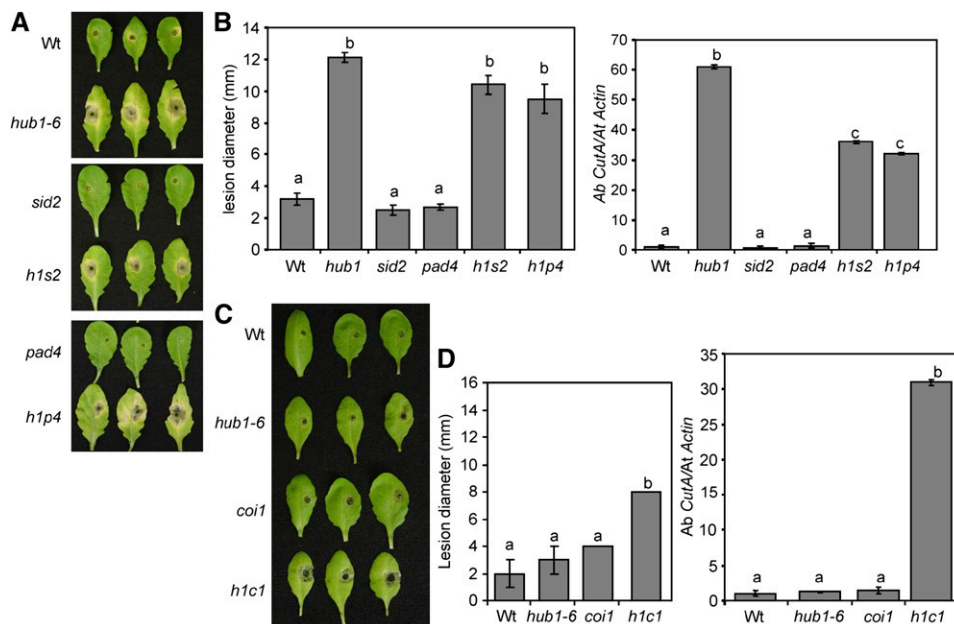 A
Wt
hub1-6
sid2
h1s2
pad4
h1p4
B
lesion diameter (mm)
14
12
10
8
6
4
2
0
a
b
a
a
b
b
Wt hub1 sid2 pad4 h1s2 h1p4
Ab CutA/At Actin
70
60
50
40
30
20
10
0
a
b
a
a
c
c
Wt hub1 sid2 pad4 h1s2 h1p4
C
Wt
hub1-6
coi1
h1c1
D
Lesion diameter (mm)
16
14
12
10
8
6
4
2
0
a
a
a
b
Wt hub1-6 coi1 h1c1
Ab CutA/At Actin
35
30
25
20
15
10
5
0
a
a
a
b
Wt hub1-6 coi1 h1c1